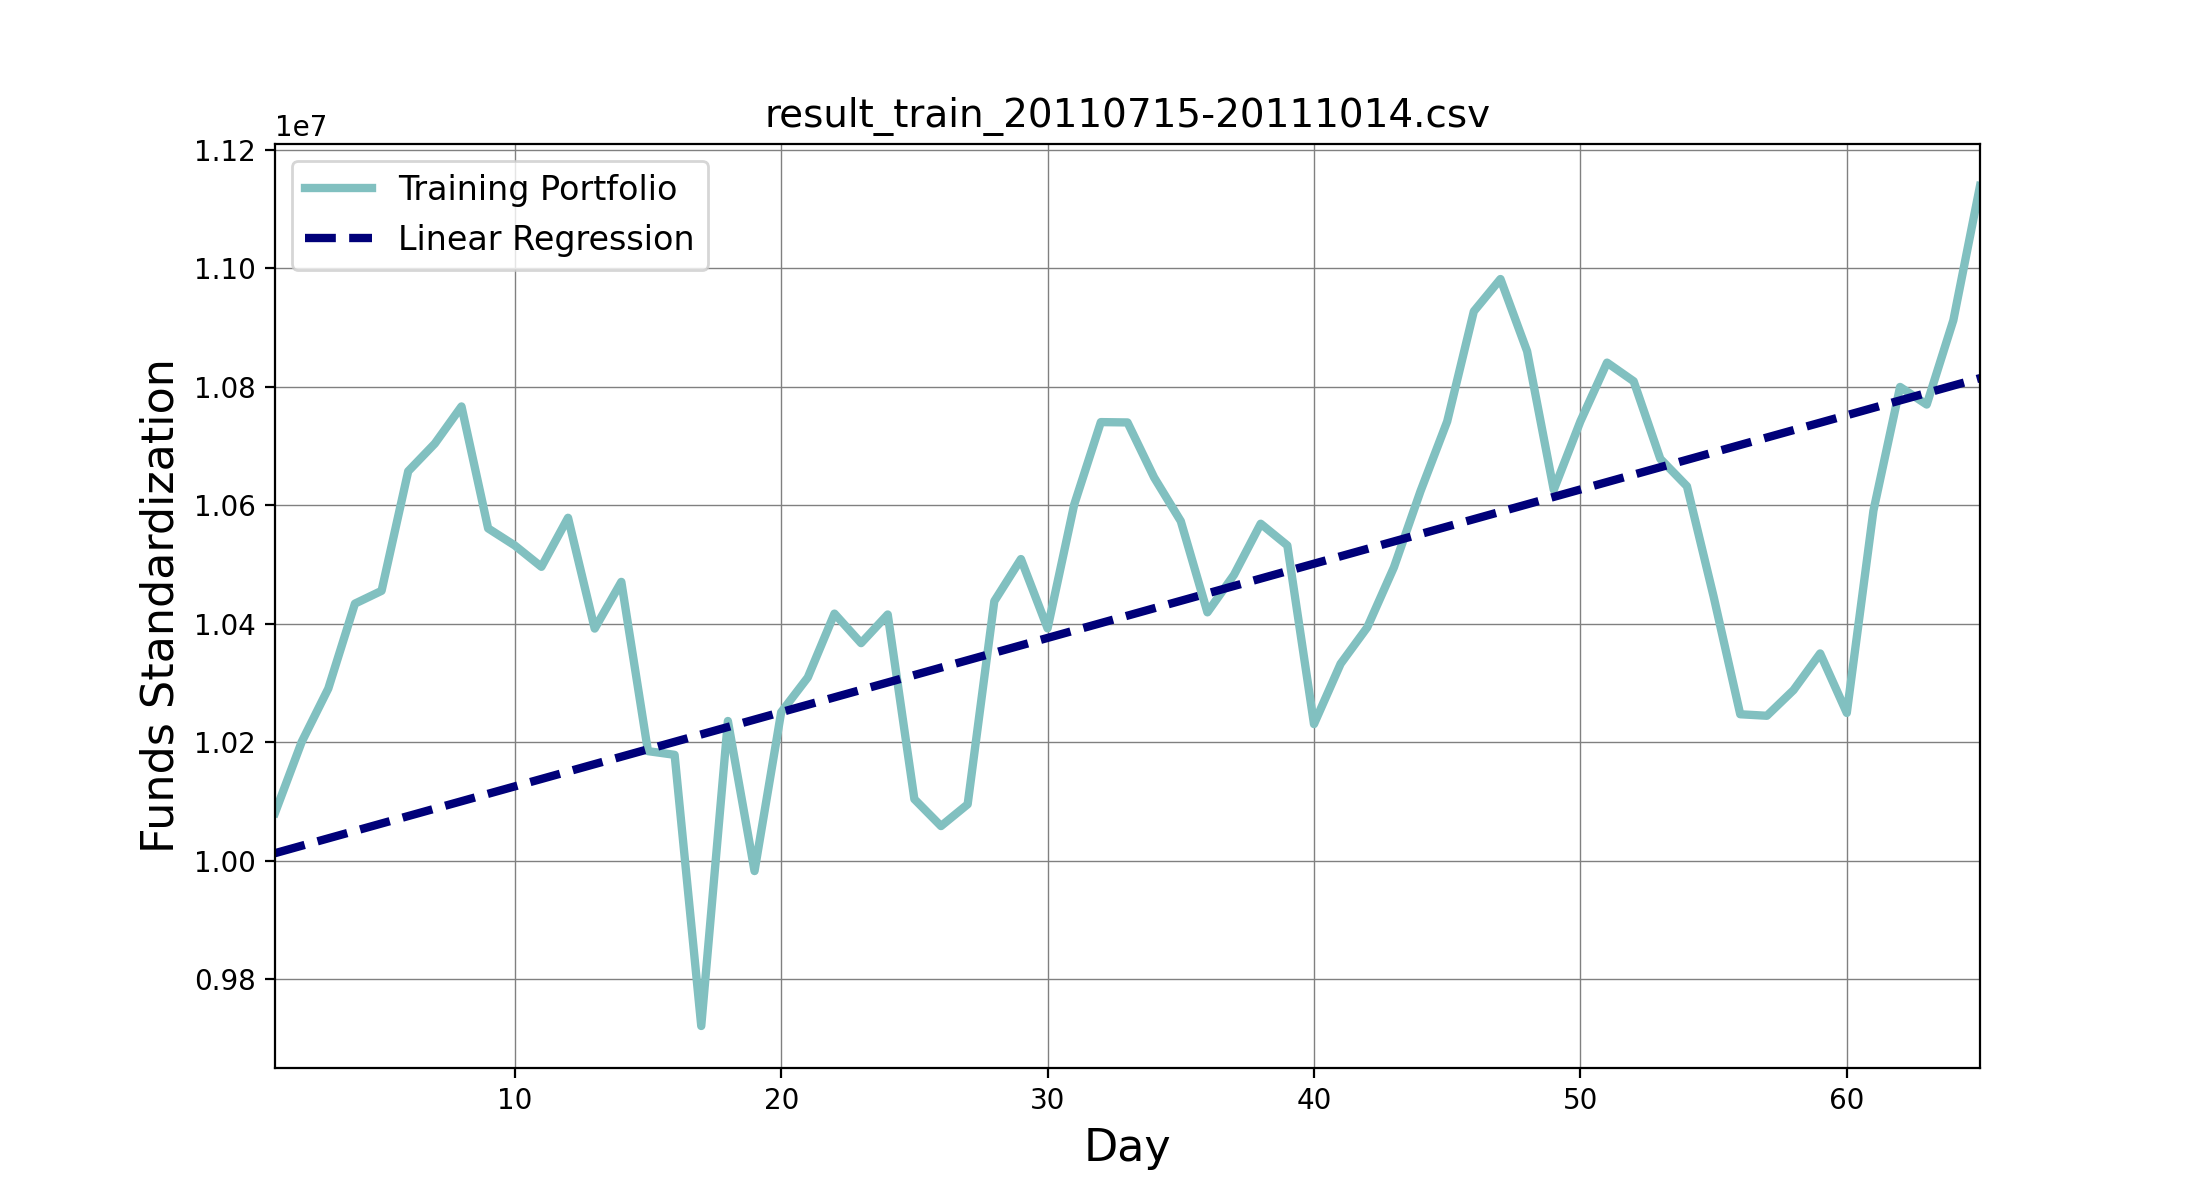 result_train_20110715-20111014.csv
1e7
1.12
1.10
1.08
1.06
1.04
1.02
1.00
0.98
Funds Standardization
Training Portfolio
Linear Regression
10 20 30 40 50 60
Day